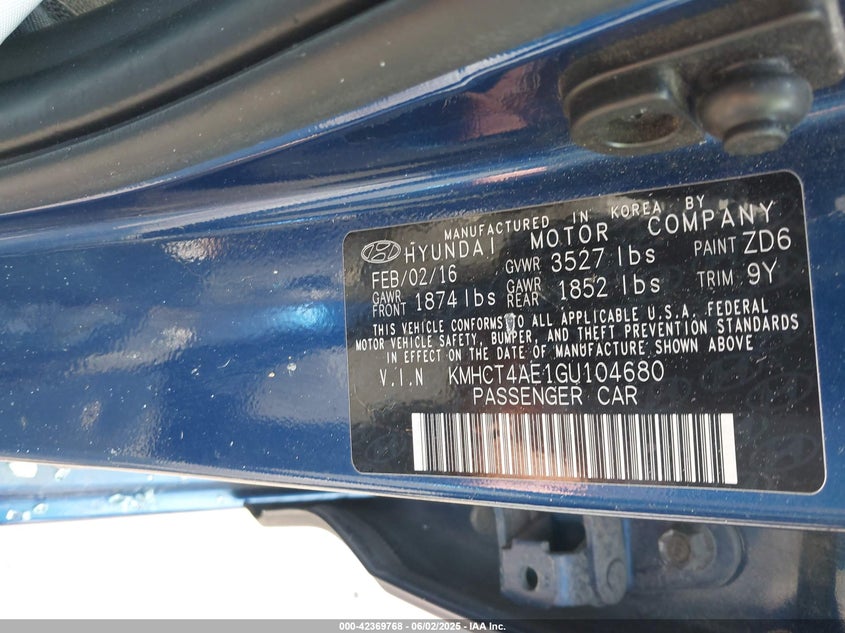 MANUFACTURED IN KOREA BY
HYUNDAI MOTOR COMPANY
FEB/02/16 GVWR 3527 lbs PAINT ZD6
GAWR FRONT 1874 lbs GAWR REAR 1852 lbs TRIM 9Y
THIS VEHICLE CONFORMS TO ALL APPLICABLE U.S.A. FEDERAL
MOTOR VEHICLE SAFETY, BUMPER, AND THEFT PREVENTION STANDARDS
IN EFFECT ON THE DATE OF MANUFACTURE SHOWN ABOVE
V.I.N KMHCT4AE1GU104680
PASSENGER CAR
000-42369768 - 06/02/2025 - IAA Inc.